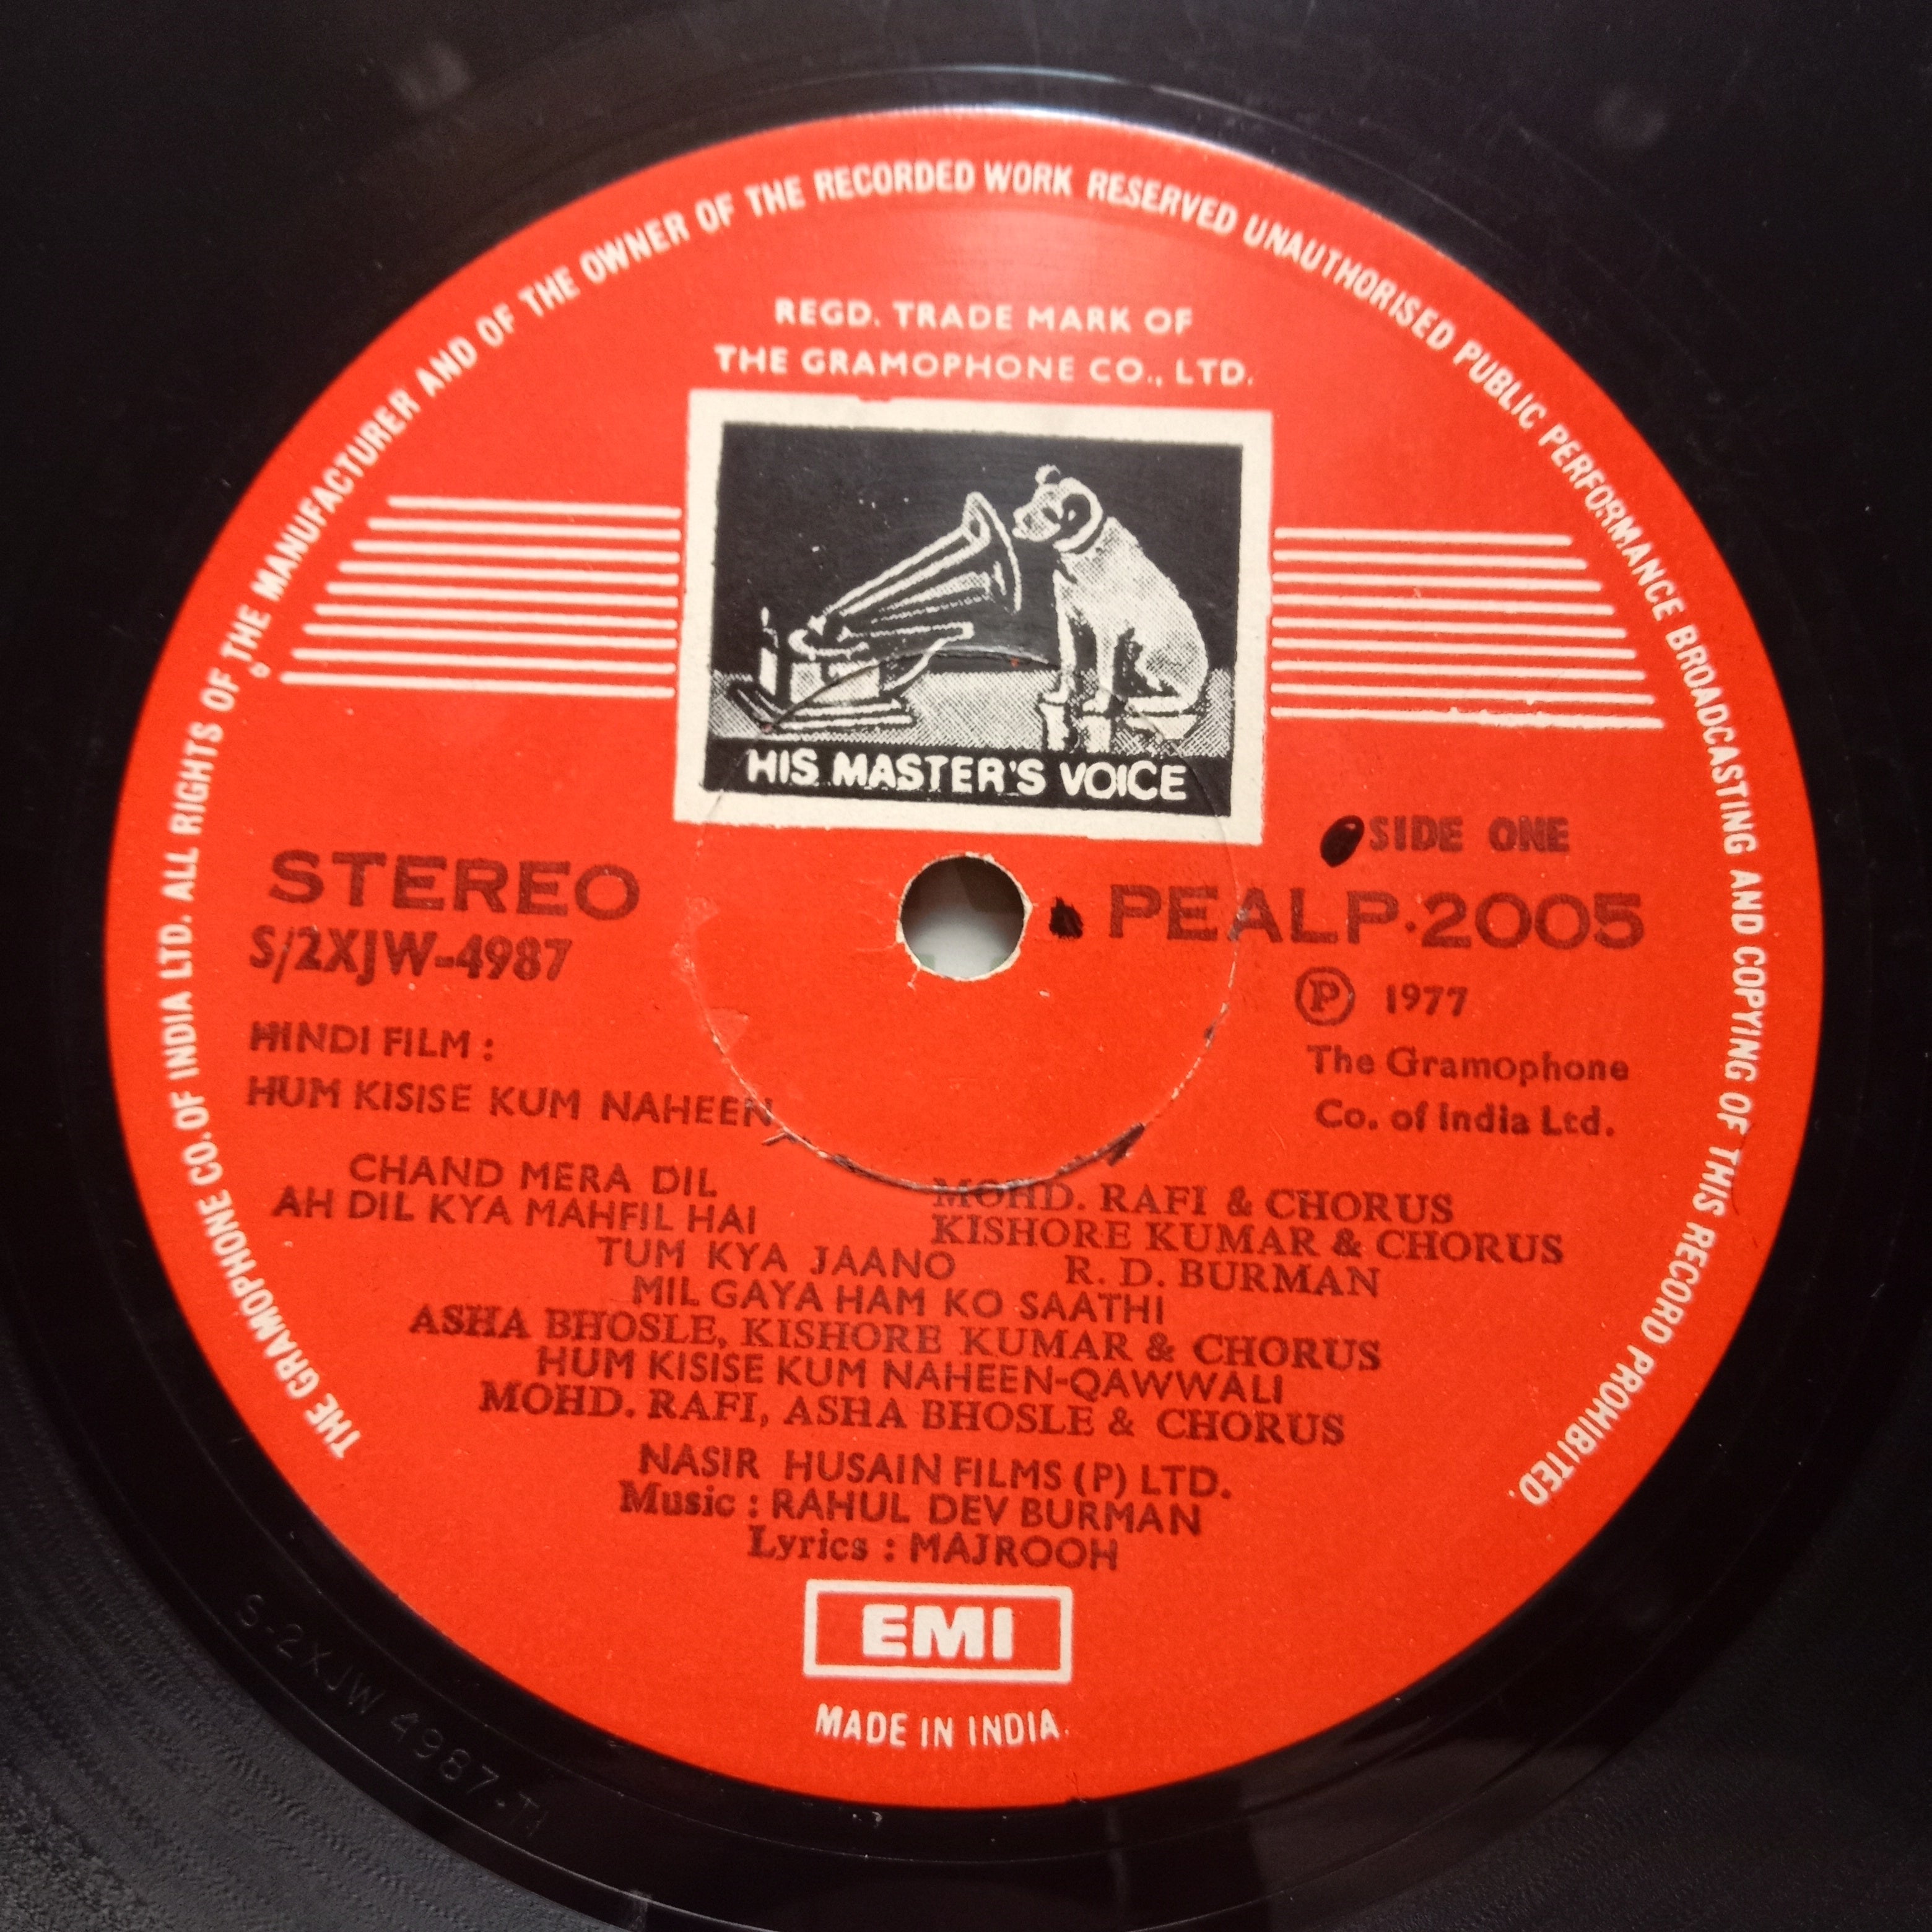 THE GRAMOPHONE CO. OF INDIA LTD. ALL RIGHTS OF THE MANUFACTURER AND OF THE OWNER OF THE RECORDED WORK RESERVED UNAUTHORISED PUBLIC PERFORMANCE BROADCASTING AND COPYING OF THIS RECORD PROHIBITED.
REGD. TRADE MARK OF
THE GRAMOPHONE CO., LTD.
HIS MASTER'S VOICE
SIDE ONE
STEREO
PEALP·2005
S/2XJW-4987
Ⓟ 1977
HINDI FILM :
The Gramophone
HUM KISISE KUM NAHEEN
Co. of India Ltd.
CHAND MERA DIL MOHD. RAFI & CHORUS
AH DIL KYA MAHFIL HAI KISHORE KUMAR & CHORUS
TUM KYA JAANO R. D. BURMAN
MIL GAYA HAM KO SAATHI
ASHA BHOSLE, KISHORE KUMAR & CHORUS
HUM KISISE KUM NAHEEN-QAWWALI
MOHD. RAFI, ASHA BHOSLE & CHORUS
NASIR HUSAIN FILMS (P) LTD.
Music : RAHUL DEV BURMAN
Lyrics : MAJROOH
EMI
MADE IN INDIA.
S-2XJW 4987-T1